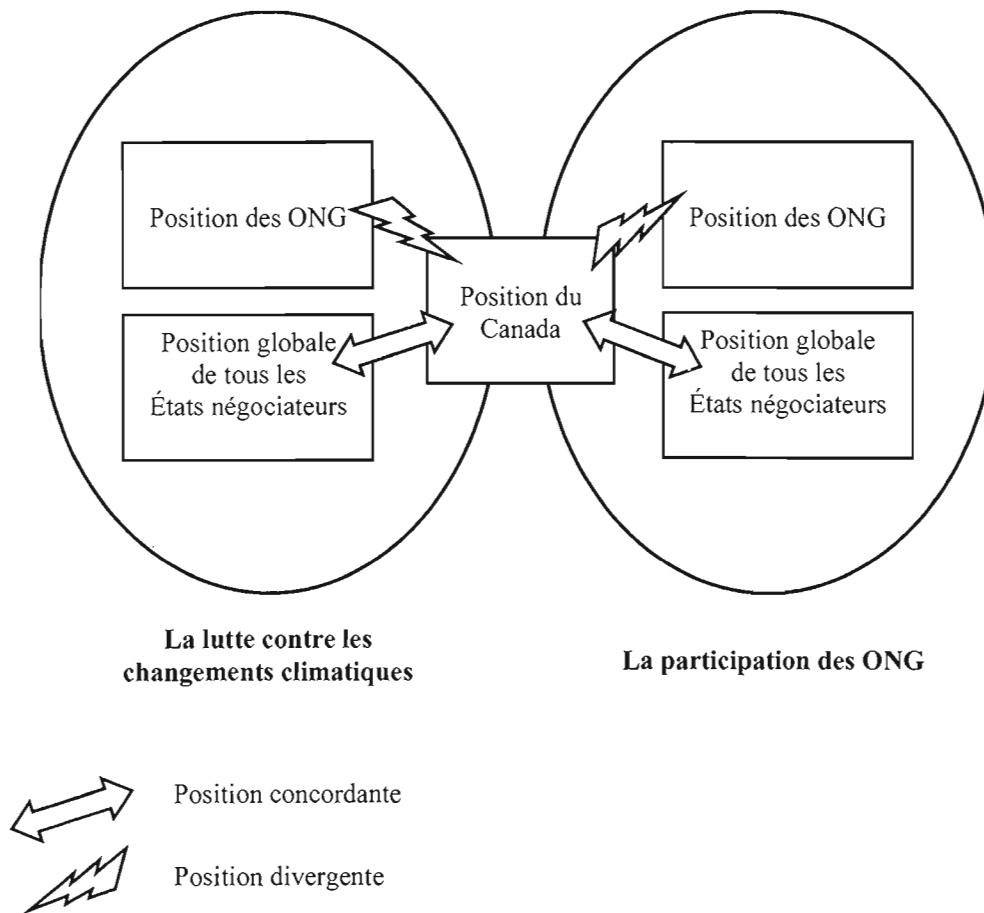 Position des ONG
Position globale
de tous les
États négociateurs
Position du
Canada
Position des ONG
Position globale
de tous les
États négociateurs
La lutte contre les
changements climatiques
La participation des ONG
Position concordante
Position divergente